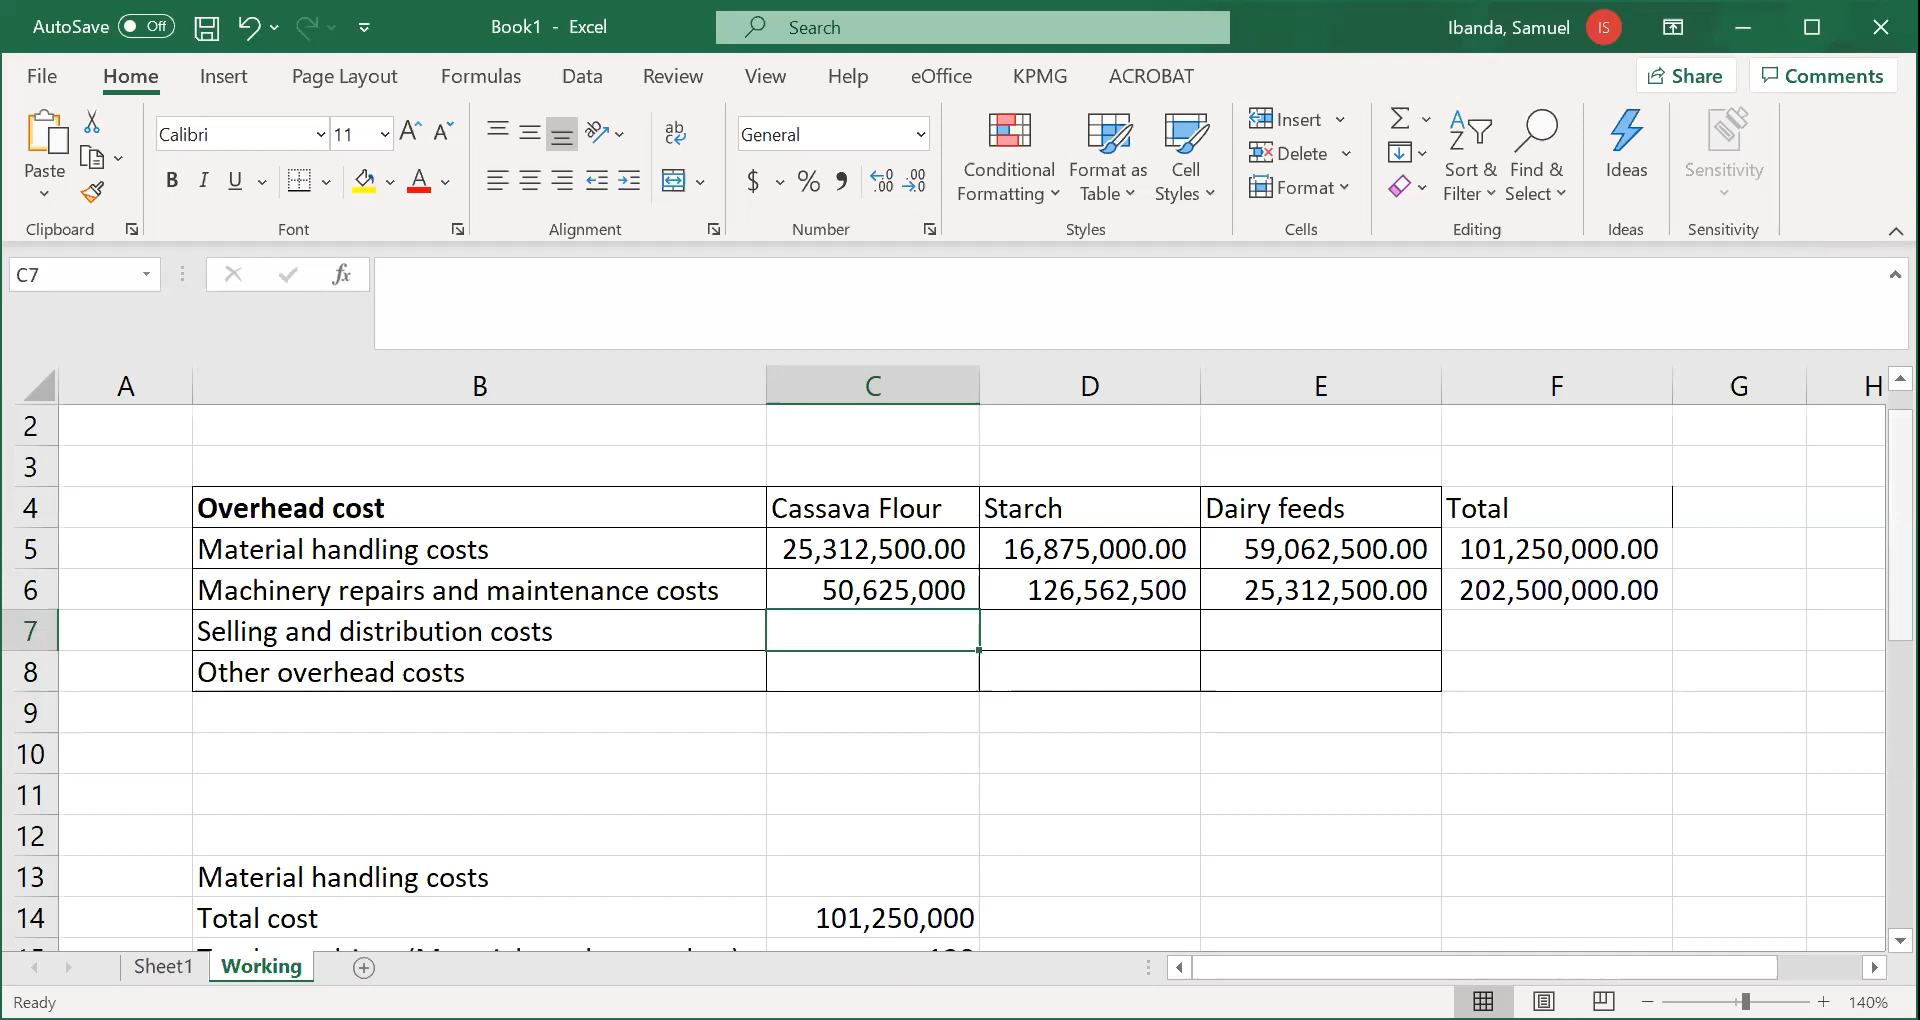 AutoSave Off Book1 - Excel Search Ibanda, Samuel IS
File Home Insert Page Layout Formulas Data Review View Help eOffice KPMG ACROBAT Share Comments
Paste Calibri 11 A A ab General Conditional Formatting Format as Table Cell Styles Insert Delete Format Sort & Filter Find & Select Ideas Sensitivity
B I U A $ % .00
Clipboard Font Alignment Number Styles Cells Editing Ideas Sensitivity
C7 fx
A B C D E F G H
2
3
4 Overhead cost Cassava Flour Starch Dairy feeds Total
5 Material handling costs 25,312,500.00 16,875,000.00 59,062,500.00 101,250,000.00
6 Machinery repairs and maintenance costs 50,625,000 126,562,500 25,312,500.00 202,500,000.00
7 Selling and distribution costs
8 Other overhead costs
9
10
11
12
13 Material handling costs
14 Total cost 101,250,000
Sheet1 Working
Ready 140%